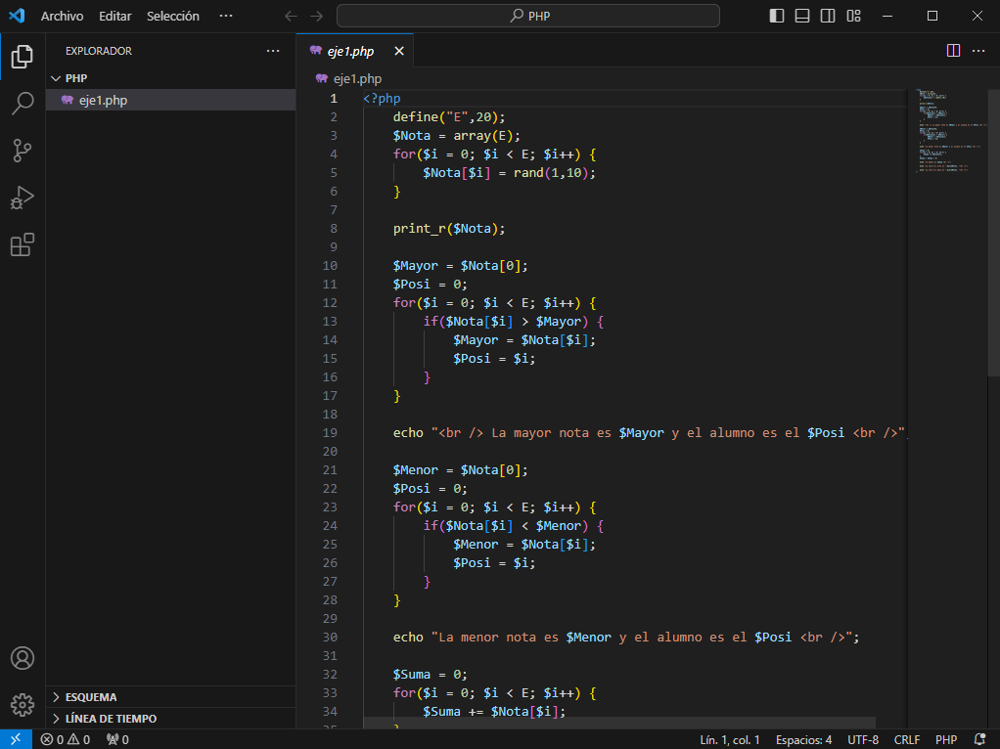 Archivo Editar Selección ··· PHP
EXPLORADOR ···
PHP
eje1.php
ESQUEMA
LÍNEA DE TIEMPO
eje1.php
eje1.php
1 <?php
2 define("E",20);
3 $Nota = array(E);
4 for($i = 0; $i < E; $i++) {
5 $Nota[$i] = rand(1,10);
6 }
7
8 print_r($Nota);
9
10 $Mayor = $Nota[0];
11 $Posi = 0;
12 for($i = 0; $i < E; $i++) {
13 if($Nota[$i] > $Mayor) {
14 $Mayor = $Nota[$i];
15 $Posi = $i;
16 }
17 }
18
19 echo "<br /> La mayor nota es $Mayor y el alumno es el $Posi <br />"
20
21 $Menor = $Nota[0];
22 $Posi = 0;
23 for($i = 0; $i < E; $i++) {
24 if($Nota[$i] < $Menor) {
25 $Menor = $Nota[$i];
26 $Posi = $i;
27 }
28 }
29
30 echo "La menor nota es $Menor y el alumno es el $Posi <br />";
31
32 $Suma = 0;
33 for($i = 0; $i < E; $i++) {
34 $Suma += $Nota[$i];
35 }
0 0 0 Lín. 1, col. 1 Espacios: 4 UTF-8 CRLF PHP